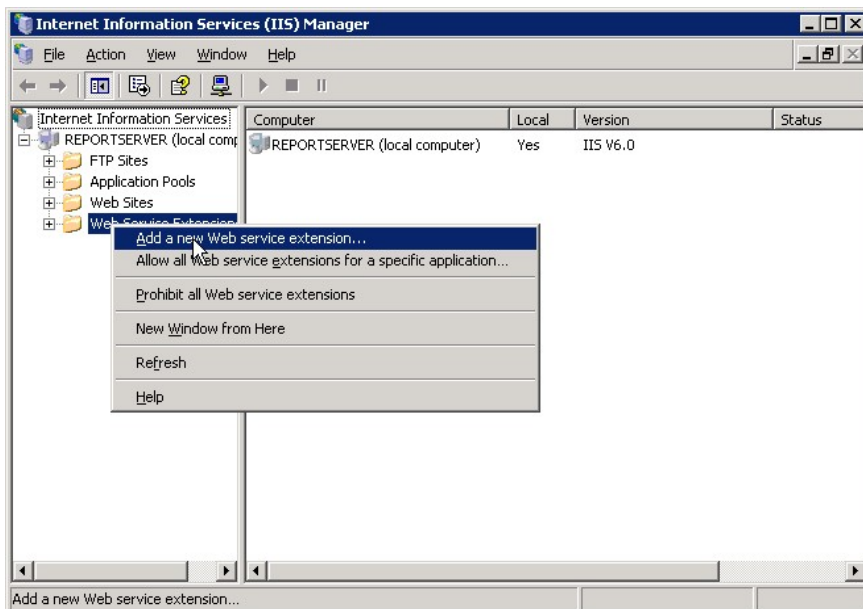 Internet Information Services (IIS) Manager
File Action View Window Help
Internet Information Services
Computer Local Version Status
REPORTSERVER (local comp
REPORTSERVER (local computer) Yes IIS V6.0
FTP Sites
Application Pools
Web Sites
Web Service Extension
Add a new Web service extension...
Allow all Web service extensions for a specific application...
Prohibit all Web service extensions
New Window from Here
Refresh
Help
Add a new Web service extension...